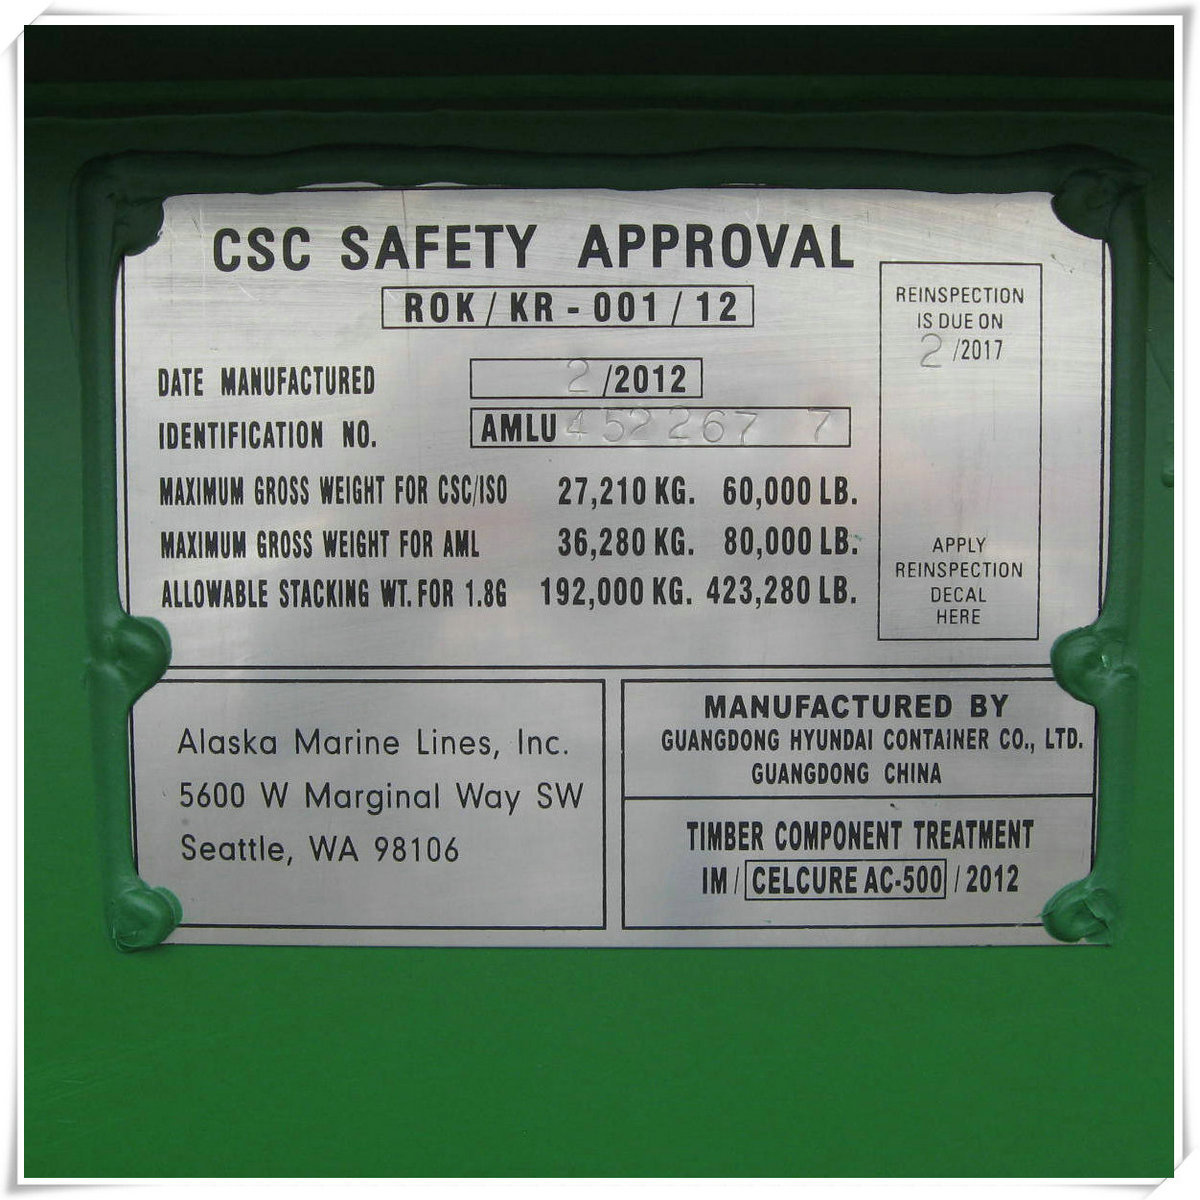 CSC SAFETY APPROVAL
ROK / KR - 001 / 12
REINSPECTION
IS DUE ON
2 /2017
DATE MANUFACTURED 2 /2012
IDENTIFICATION NO. AMLU 452267 7
MAXIMUM GROSS WEIGHT FOR CSC/ISO 27,210 KG. 60,000 LB.
MAXIMUM GROSS WEIGHT FOR AML 36,280 KG. 80,000 LB.
ALLOWABLE STACKING WT. FOR 1.8G 192,000 KG. 423,280 LB.
APPLY
REINSPECTION
DECAL
HERE
Alaska Marine Lines, Inc.
5600 W Marginal Way SW
Seattle, WA 98106
MANUFACTURED BY
GUANGDONG HYUNDAI CONTAINER CO., LTD.
GUANGDONG CHINA
TIMBER COMPONENT TREATMENT
IM / CELCURE AC-500 / 2012